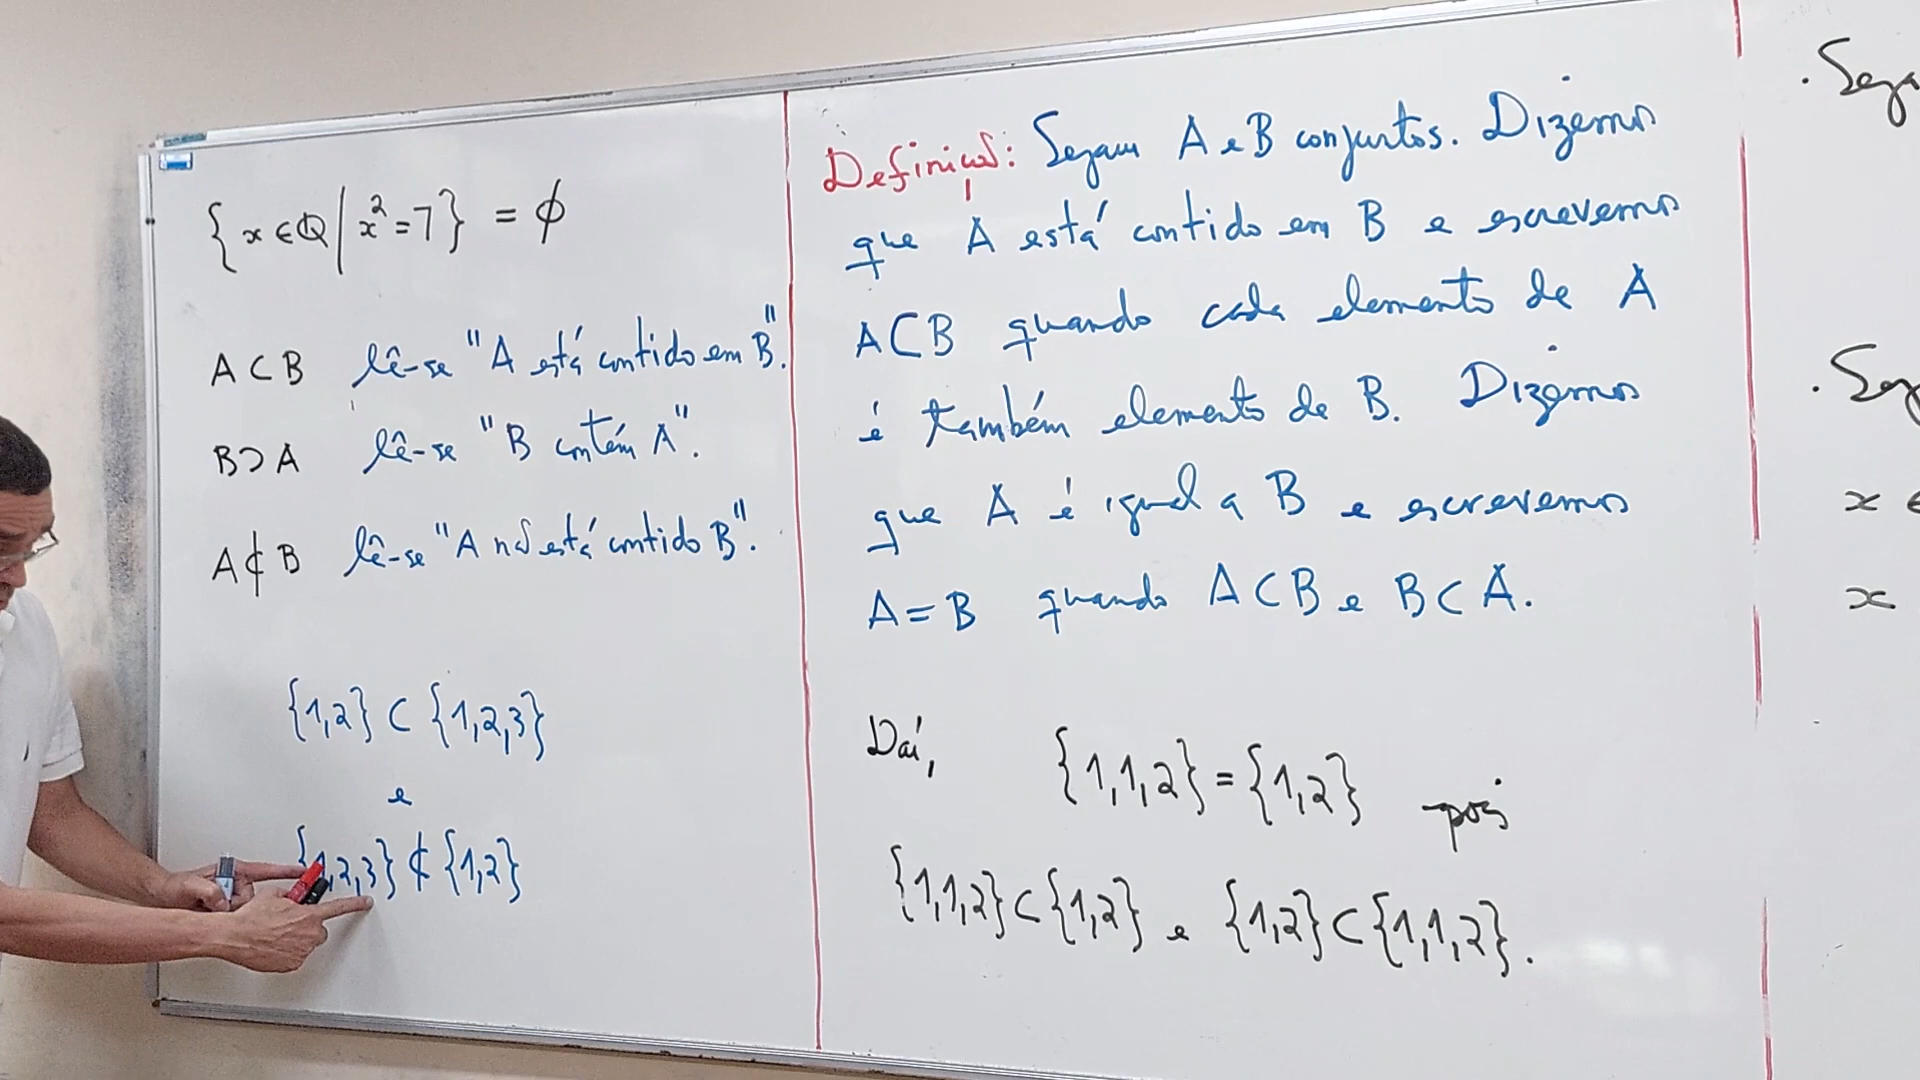 {x ∈ ℚ | x² = 7} = ∅
A ⊂ B lê-se "A está contido em B".
B ⊃ A lê-se "B contém A".
A ⊄ B lê-se "A não está contido B".
{1,2} ⊂ {1,2,3}
e
{1,2,3} ⊄ {1,2}
Definição: Sejam A e B conjuntos. Dizemos
que A está contido em B e escrevemos
A ⊂ B quando cada elemento de A
é também elemento de B. Dizemos
que A é igual a B e escrevemos
A = B quando A ⊂ B e B ⊂ A.
Daí, {1,1,2} = {1,2} pois
{1,1,2} ⊂ {1,2} e {1,2} ⊂ {1,1,2}.
x ∈
x